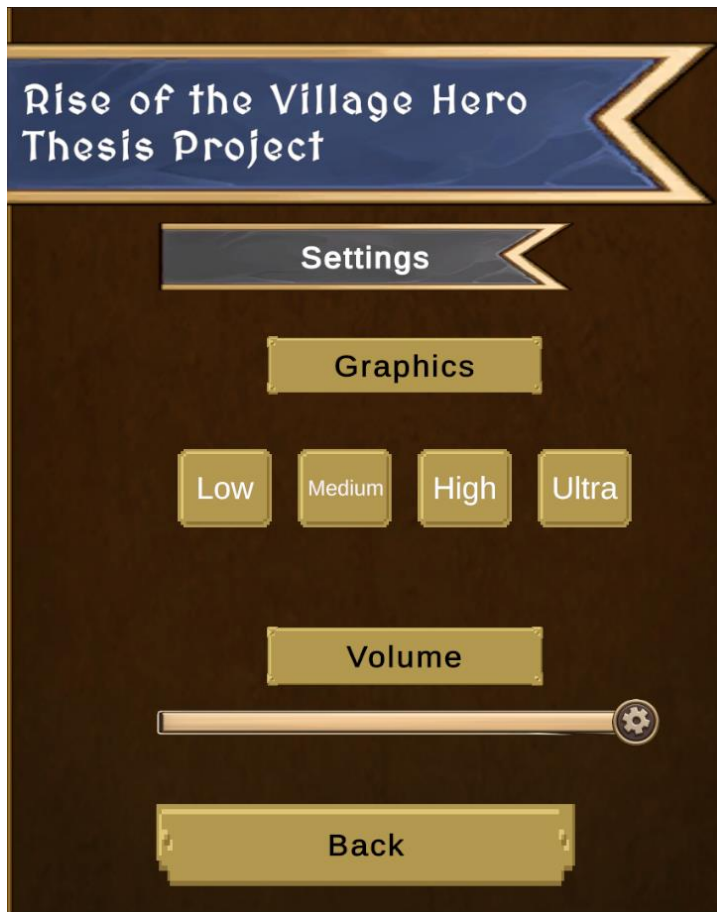 Rise of the Village Hero
Thesis Project
Settings
Graphics
Low Medium High Ultra
Volume
Back